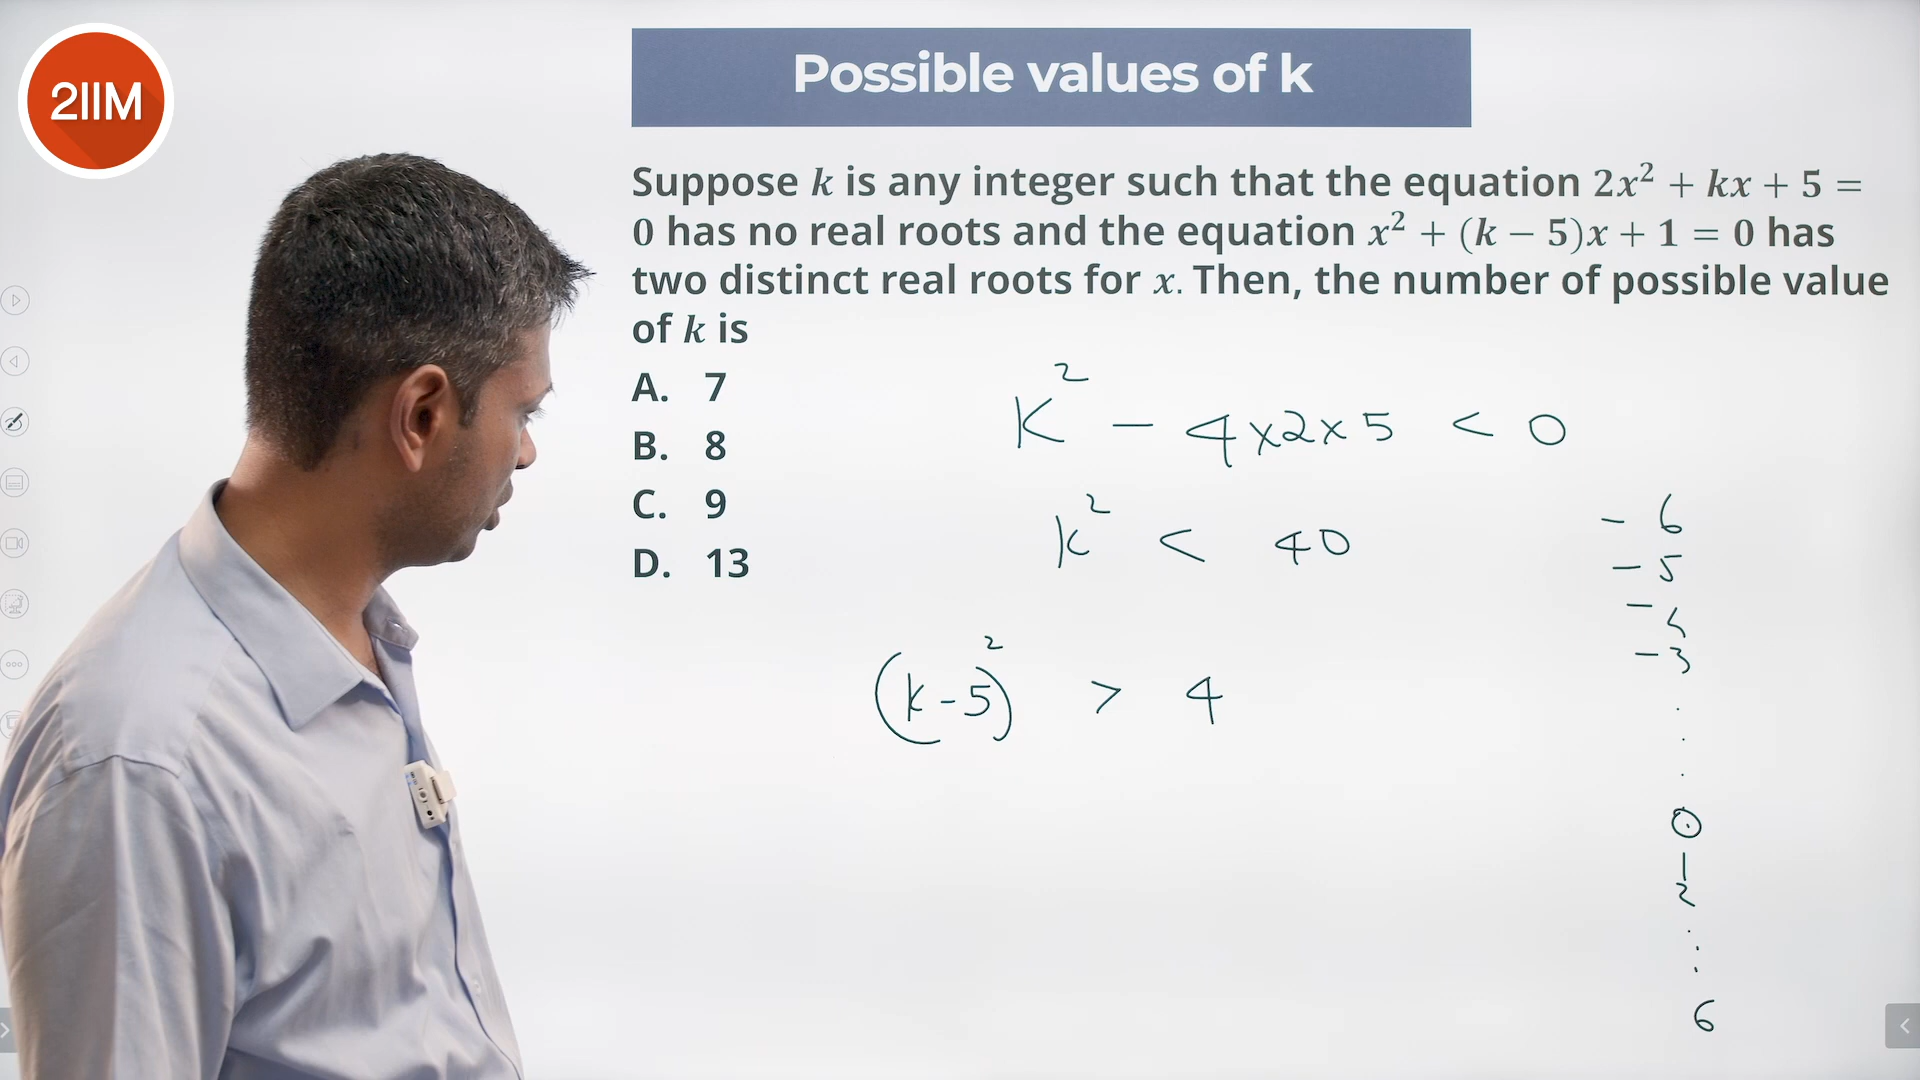 2IIM
Possible values of k
Suppose k is any integer such that the equation 2x² + kx + 5 =
0 has no real roots and the equation x² + (k − 5)x + 1 = 0 has
two distinct real roots for x. Then, the number of possible value
of k is
A. 7
B. 8
C. 9
D. 13
K² − 4x2x5 < 0
k² < 40
(k-5)² > 4
- 6
- 5
- 4
- 3
.
.
.
0
1
2
.
.
.
6